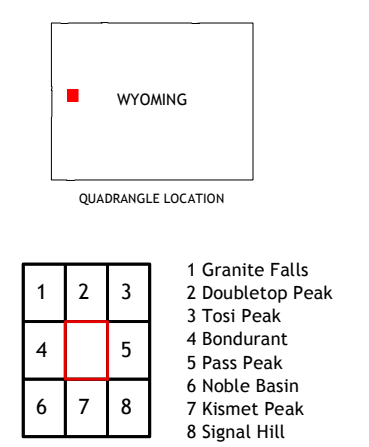 WYOMING
QUADRANGLE LOCATION
1 2 3
4 5
6 7 8
1 Granite Falls
2 Doubletop Peak
3 Tosi Peak
4 Bondurant
5 Pass Peak
6 Noble Basin
7 Kismet Peak
8 Signal Hill